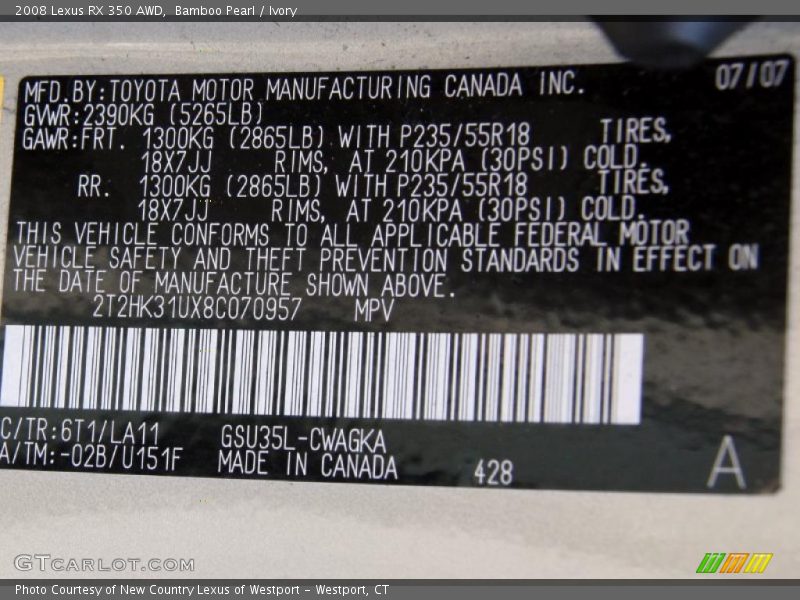 2008 Lexus RX 350 AWD, Bamboo Pearl / Ivory
MFD.BY:TOYOTA MOTOR MANUFACTURING CANADA INC. 07/07
GVWR:2390KG (5265LB)
GAWR:FRT. 1300KG (2865LB) WITH P235/55R18 TIRES,
18X7JJ RIMS, AT 210KPA (30PSI) COLD.
RR. 1300KG (2865LB) WITH P235/55R18 TIRES,
18X7JJ RIMS, AT 210KPA (30PSI) COLD.
THIS VEHICLE CONFORMS TO ALL APPLICABLE FEDERAL MOTOR
VEHICLE SAFETY AND THEFT PREVENTION STANDARDS IN EFFECT ON
THE DATE OF MANUFACTURE SHOWN ABOVE.
2T2HK31UX8C070957 MPV
C/TR:6T1/LA11 GSU35L-CWAGKA
A/TM:-02B/U151F MADE IN CANADA 428
A
GTCARLOT.COM
Photo Courtesy of New Country Lexus of Westport - Westport, CT